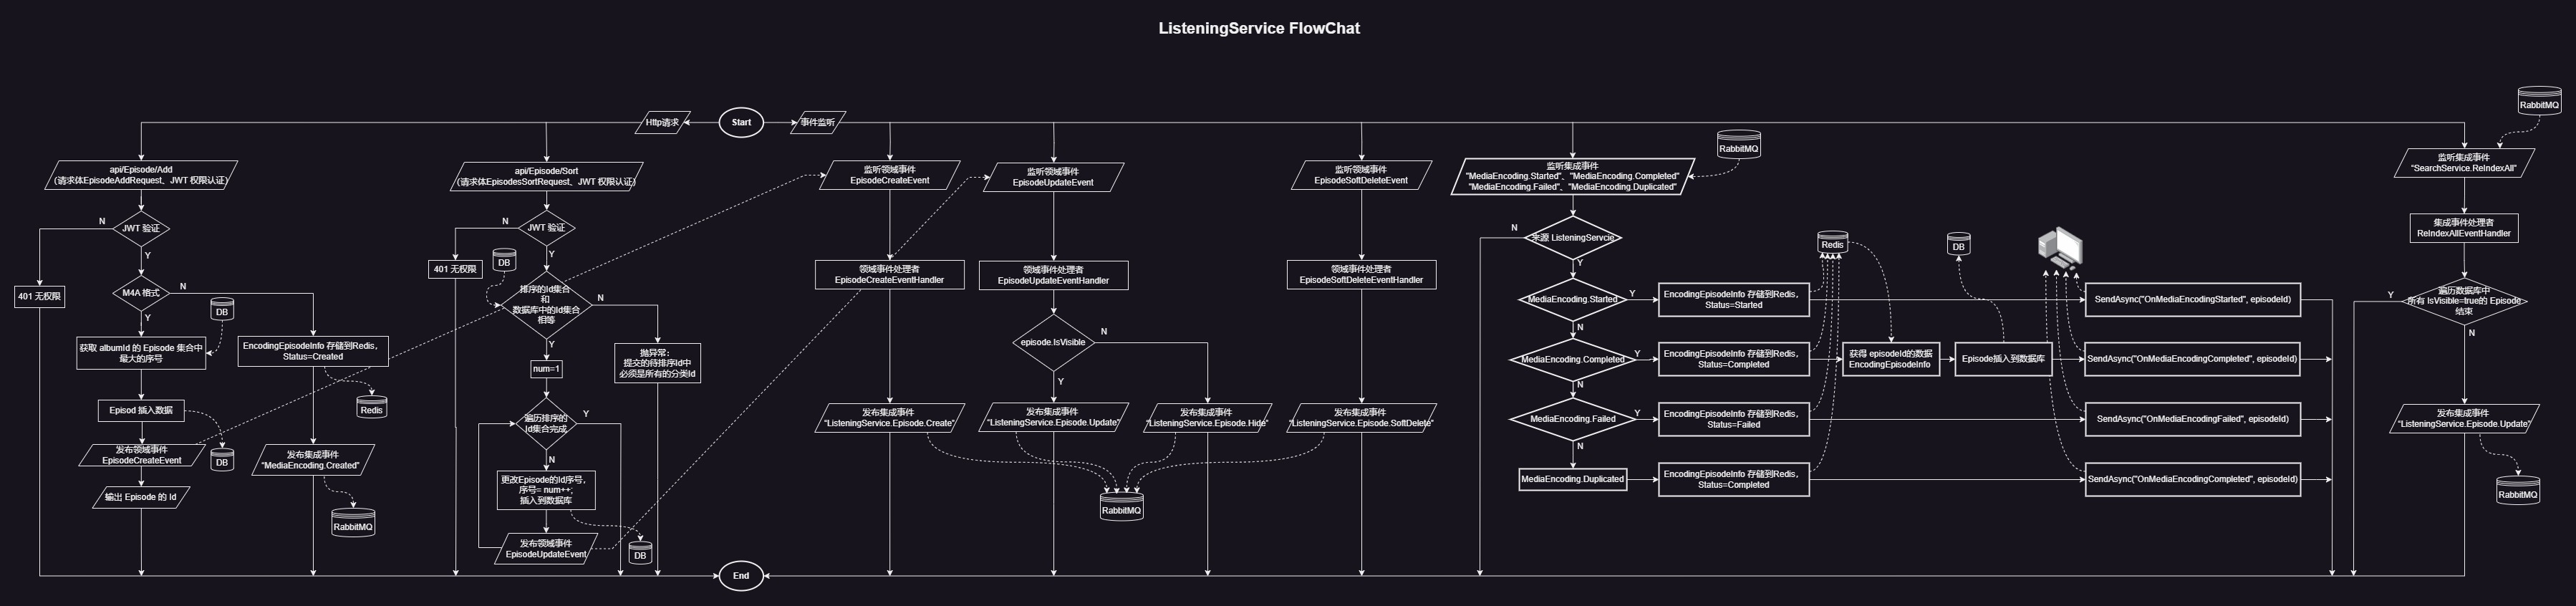 ListeningService FlowChat
Http请求
Start
事件监听
RabbitMQ
api/Episode/Add
(请求体EpisodeAddRequest、JWT 权限认证)
N
JWT 验证
Y
401 无权限
M4A 格式
N
Y
DB
获取 albumId 的 Episode 集合中
最大的序号
EncodingEpisodeInfo 存储到Redis,
Status=Created
Redis
Episod 插入数据
DB
发布领域事件
EpisodeCreateEvent
发布集成事件
"MediaEncoding.Created"
输出 Episode 的 Id
RabbitMQ
api/Episode/Sort
(请求体EpisodesSortRequest、JWT 权限认证)
N
JWT 验证
Y
401 无权限
DB
排序的Id集合
和
数据库中的Id集合
相等
N
Y
抛异常:
提交的待排序Id中
必须是所有的分类Id
num=1
遍历排序的
Id集合完成
Y
N
更改Episode的Id序号,
序号= num++;
插入到数据库
发布领域事件
EpisodeUpdateEvent
DB
End
监听领域事件
EpisodeCreateEvent
领域事件处理者
EpisodeCreateEventHandler
发布集成事件
"ListeningService.Episode.Create"
监听领域事件
EpisodeUpdateEvent
领域事件处理者
EpisodeUpdateEventHandler
episode.IsVisible
N
Y
发布集成事件
"ListeningService.Episode.Update"
发布集成事件
"ListeningService.Episode.Hide"
RabbitMQ
监听领域事件
EpisodeSoftDeleteEvent
领域事件处理者
EpisodeSoftDeleteEventHandler
发布集成事件
"ListeningService.Episode.SoftDelete"
RabbitMQ
监听集成事件
"MediaEncoding.Started"、"MediaEncoding.Completed"
"MediaEncoding.Failed"、"MediaEncoding.Duplicated"
N
来源 ListeningServcie
Y
Redis
DB
MediaEncoding.Started
Y
EncodingEpisodeInfo 存储到Redis,
Status=Started
SendAsync("OnMediaEncodingStarted", episodeId)
N
MediaEncoding.Completed
Y
EncodingEpisodeInfo 存储到Redis,
Status=Completed
获得 episodeId的数据
EncodingEpisodeInfo
Episode插入到数据库
SendAsync("OnMediaEncodingCompleted", episodeId)
N
MediaEncoding.Failed
Y
EncodingEpisodeInfo 存储到Redis,
Status=Failed
SendAsync("OnMediaEncodingFailed", episodeId)
N
MediaEncoding.Duplicated
EncodingEpisodeInfo 存储到Redis,
Status=Completed
SendAsync("OnMediaEncodingCompleted", episodeId)
监听集成事件
"SearchService.ReIndexAll"
集成事件处理者
ReIndexAllEventHandler
Y
遍历数据库中
所有 IsVisible=true的 Episode
结束
N
发布集成事件
"ListeningService.Episode.Update"
RabbitMQ